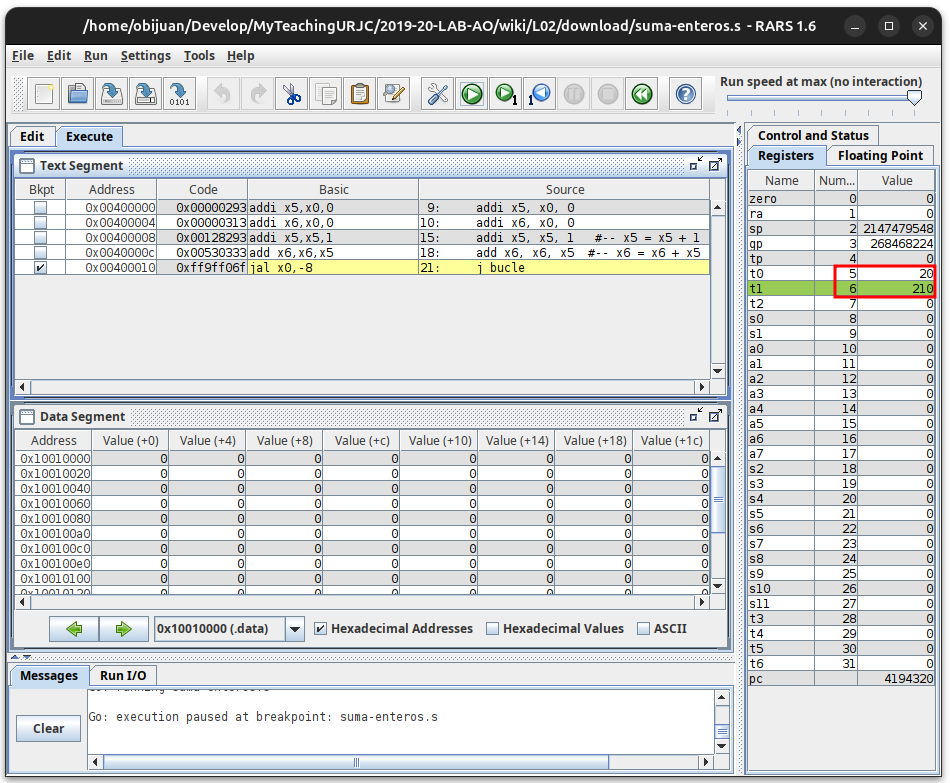 /home/obijuan/Develop/MyTeachingURJC/2019-20-LAB-AO/wiki/L02/download/suma-enteros.s - RARS 1.6
File Edit Run Settings Tools Help
0101 1 1 ? Run speed at max (no interaction)
Edit Execute
Text Segment
Bkpt Address Code Basic Source
0x00400000 0x00000293 addi x5,x0,0 9: addi x5, x0, 0
0x00400004 0x00000313 addi x6,x0,0 10: addi x6, x0, 0
0x00400008 0x00128293 addi x5,x5,1 15: addi x5, x5, 1 #-- x5 = x5 + 1
0x0040000c 0x00530333 add x6,x6,x5 18: add x6, x6, x5 #-- x6 = x6 + x5
0x00400010 0xff9ff06f jal x0,-8 21: j bucle
Data Segment
Address Value (+0) Value (+4) Value (+8) Value (+c) Value (+10) Value (+14) Value (+18) Value (+1c)
0x10010000 0 0 0 0 0 0 0 0
0x10010020 0 0 0 0 0 0 0 0
0x10010040 0 0 0 0 0 0 0 0
0x10010060 0 0 0 0 0 0 0 0
0x10010080 0 0 0 0 0 0 0 0
0x100100a0 0 0 0 0 0 0 0 0
0x100100c0 0 0 0 0 0 0 0 0
0x100100e0 0 0 0 0 0 0 0 0
0x10010100 0 0 0 0 0 0 0 0
0x10010120 0 0 0 0 0 0 0 0
0x10010000 (.data) Hexadecimal Addresses Hexadecimal Values ASCII
Messages Run I/O
Clear
Go: running suma-enteros.s
Go: execution paused at breakpoint: suma-enteros.s
Control and Status
Registers Floating Point
Name Num... Value
zero 0 0
ra 1 0
sp 2 2147479548
gp 3 268468224
tp 4 0
t0 5 20
t1 6 210
t2 7 0
s0 8 0
s1 9 0
a0 10 0
a1 11 0
a2 12 0
a3 13 0
a4 14 0
a5 15 0
a6 16 0
a7 17 0
s2 18 0
s3 19 0
s4 20 0
s5 21 0
s6 22 0
s7 23 0
s8 24 0
s9 25 0
s10 26 0
s11 27 0
t3 28 0
t4 29 0
t5 30 0
t6 31 0
pc 4194320